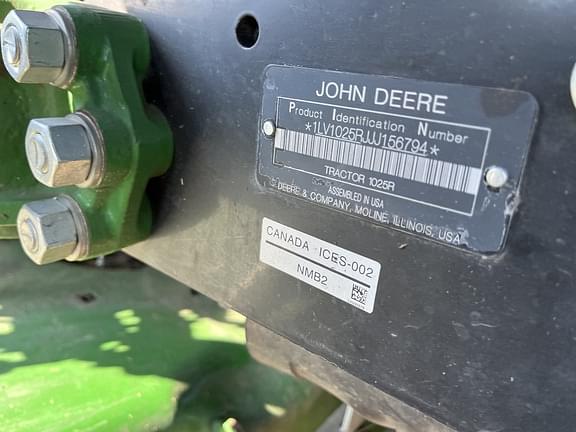 JOHN DEERE
Product Identification Number
*1LV1025RJJJ156794*
TRACTOR 1025R
ASSEMBLED IN USA
DEERE & COMPANY, MOLINE, ILLINOIS, USA
CANADA ICES-002
NMB2